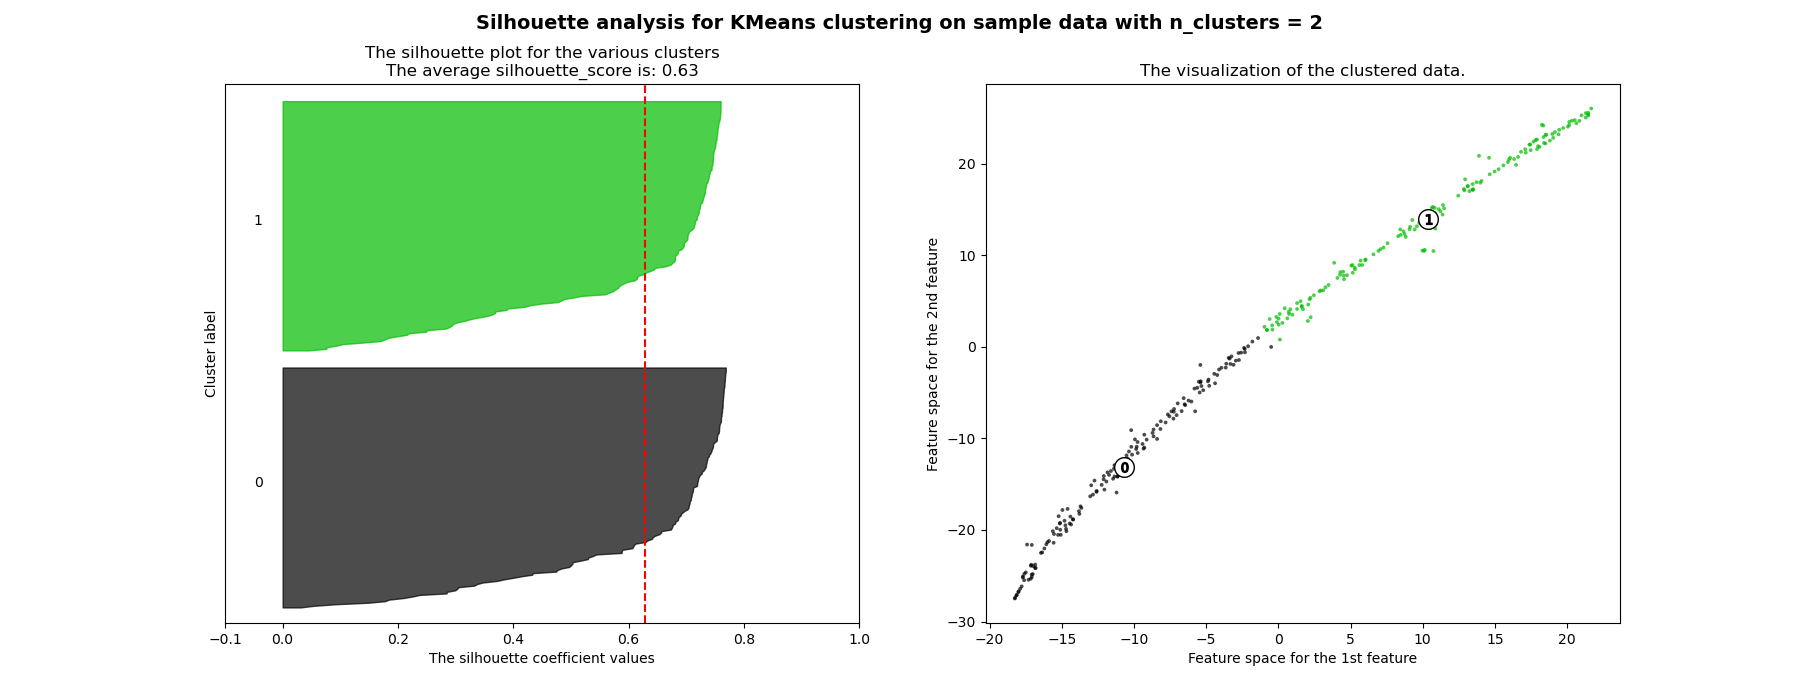 Silhouette analysis for KMeans clustering on sample data with n_clusters = 2
The silhouette plot for the various clusters
The average silhouette_score is: 0.63
Cluster label
1
0
−0.1 0.0 0.2 0.4 0.6 0.8 1.0
The silhouette coefficient values
The visualization of the clustered data.
Feature space for the 2nd feature
20
10
0
−10
−20
−30
1
0
−20 −15 −10 −5 0 5 10 15 20
Feature space for the 1st feature